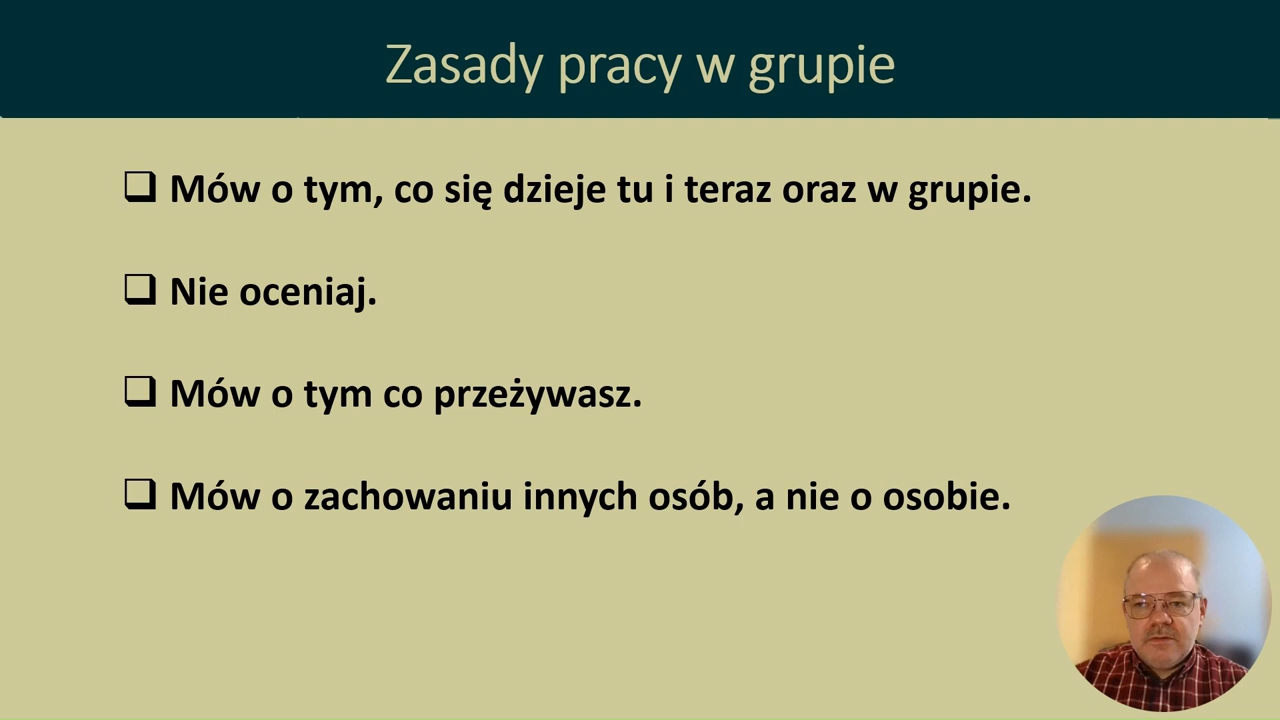 Zasady pracy w grupie
Mów o tym, co się dzieje tu i teraz oraz w grupie.
Nie oceniaj.
Mów o tym co przeżywasz.
Mów o zachowaniu innych osób, a nie o osobie.